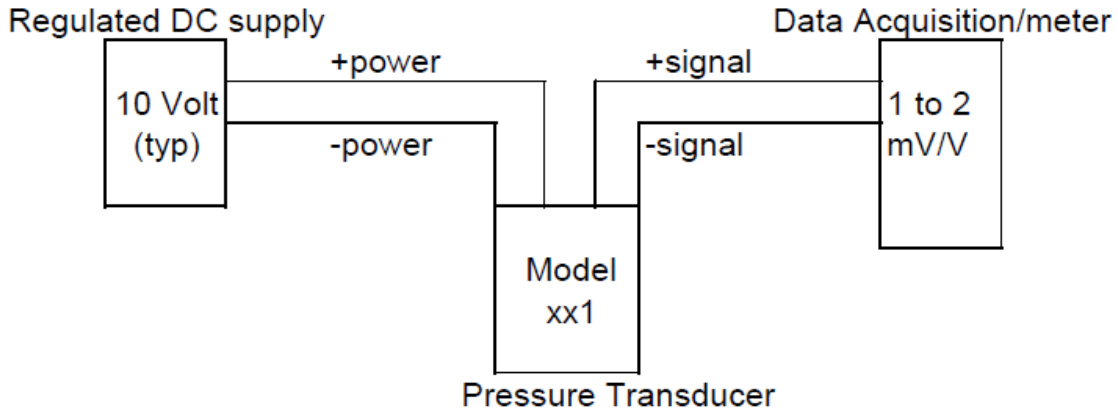 Regulated DC supply
Data Acquisition/meter
+power
+signal
10 Volt
(typ)
1 to 2
mV/V
-power
-signal
Model
xx1
Pressure Transducer